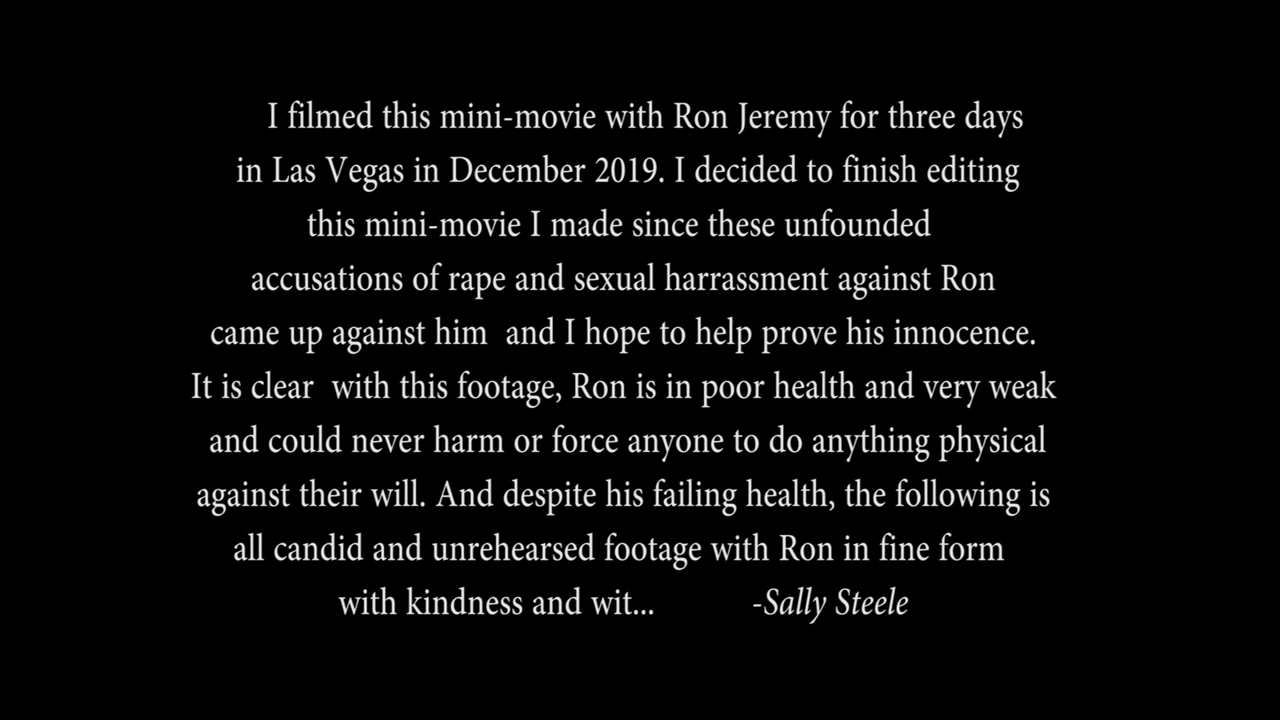 I filmed this mini-movie with Ron Jeremy for three days
in Las Vegas in December 2019. I decided to finish editing
this mini-movie I made since these unfounded
accusations of rape and sexual harrassment against Ron
came up against him  and I hope to help prove his innocence.
It is clear  with this footage, Ron is in poor health and very weak
and could never harm or force anyone to do anything physical
against their will. And despite his failing health, the following is
all candid and unrehearsed footage with Ron in fine form
with kindness and wit... -Sally Steele